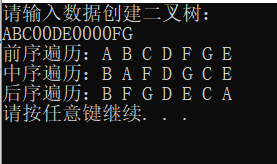 请输入数据创建二叉树：
ABC00DE0000FG
前序遍历：A B C D F G E
中序遍历：B A F D G C E
后序遍历：B F G D E C A
请按任意键继续. . .